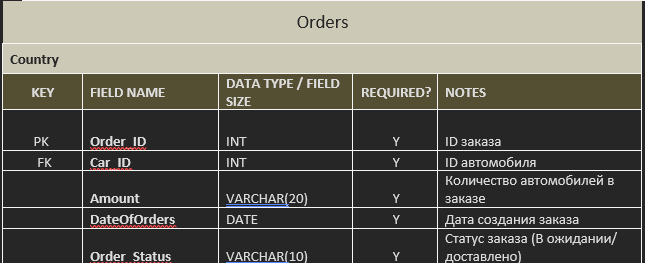 Orders
Country
KEY FIELD NAME DATA TYPE / FIELD SIZE REQUIRED? NOTES
PK Order_ID INT Y ID заказа
FK Car_ID INT Y ID автомобиля
Amount VARCHAR(20) Y Количество автомобилей в заказе
DateOfOrders DATE Y Дата создания заказа
Order_Status VARCHAR(10) Y Статус заказа (В ожидании/ доставлено)